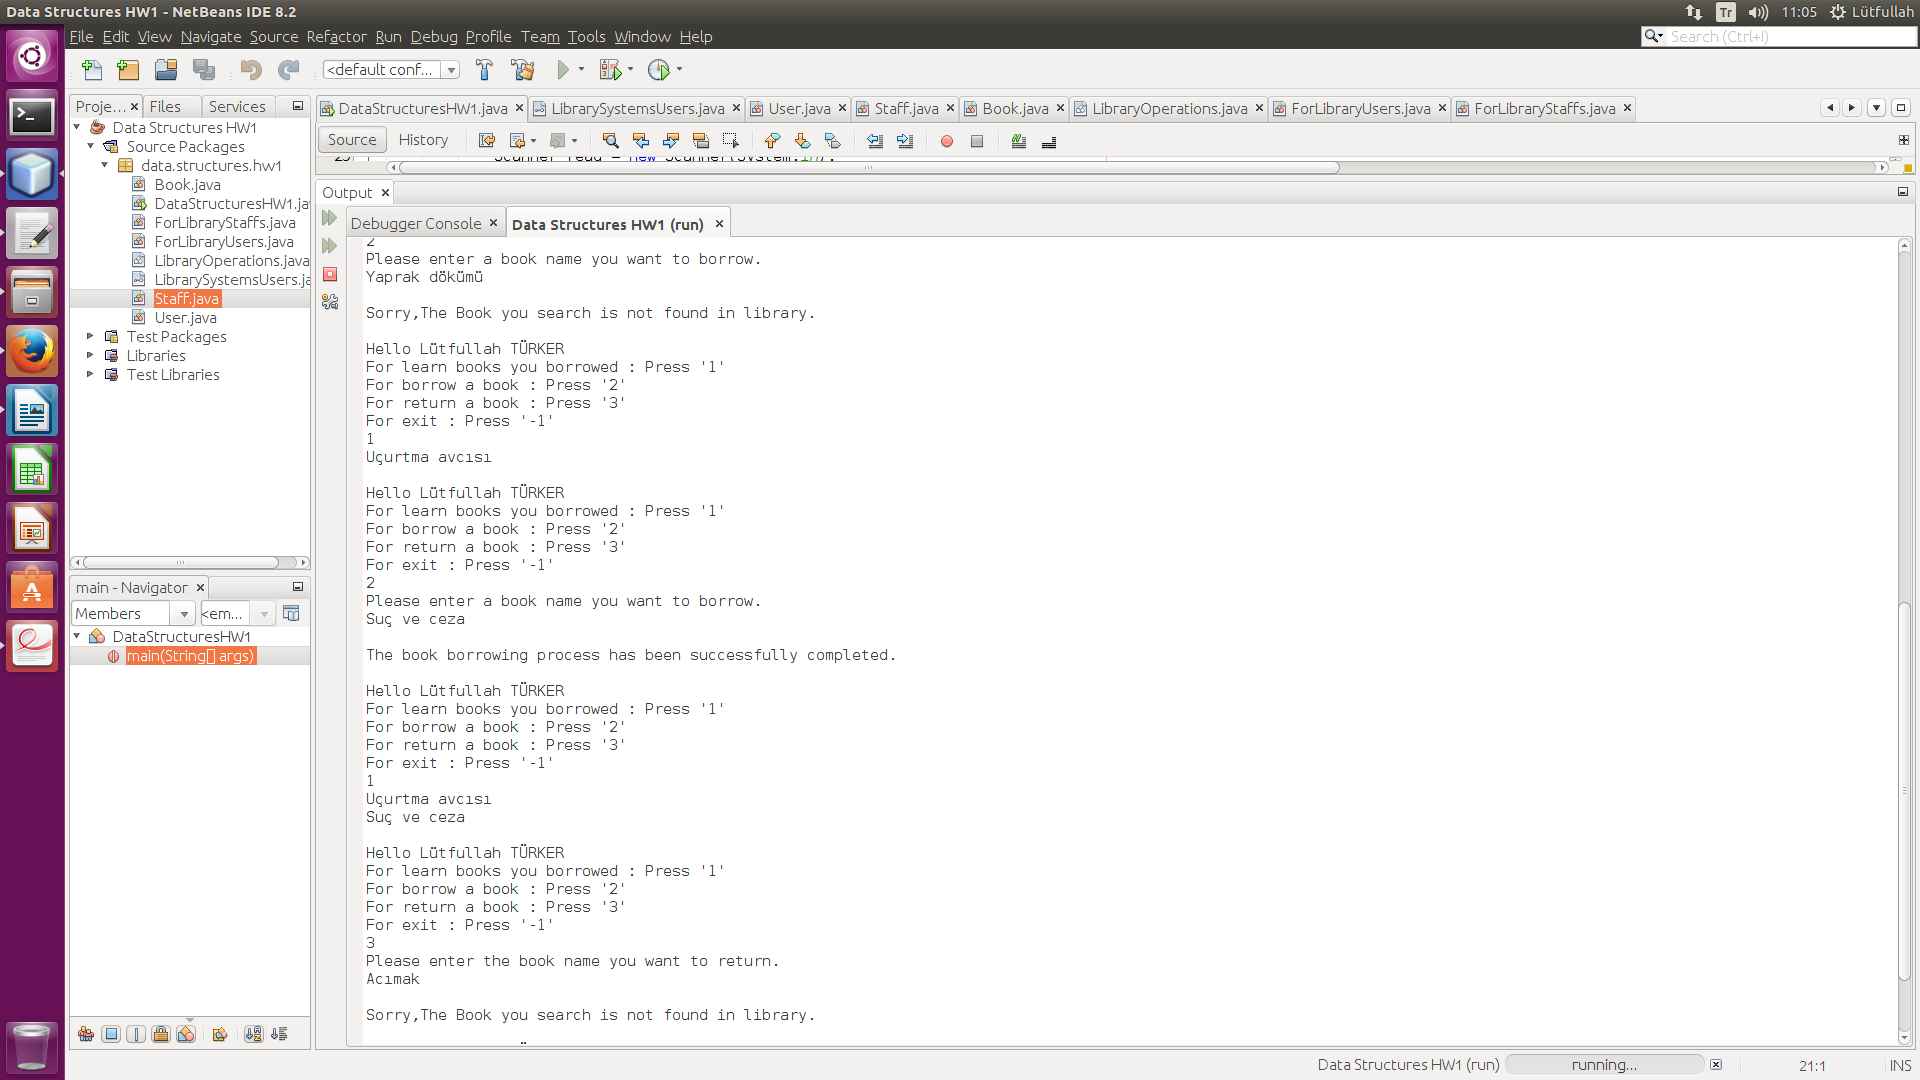 Data Structures HW1 - NetBeans IDE 8.2
Tr
11:05
Lütfullah
File Edit View Navigate Source Refactor Run Debug Profile Team Tools Window Help
Search (Ctrl+I)
<default conf...
Proje...
Files
Services
DataStructuresHW1.java
LibrarySystemsUsers.java
User.java
Staff.java
Book.java
LibraryOperations.java
ForLibraryUsers.java
ForLibraryStaffs.java
Source
History
Data Structures HW1
Source Packages
data.structures.hw1
Book.java
DataStructuresHW1.ja
ForLibraryStaffs.java
ForLibraryUsers.java
LibraryOperations.java
LibrarySystemsUsers.ja
Staff.java
User.java
Test Packages
Libraries
Test Libraries
main - Navigator
Members
<em...
DataStructuresHW1
main(String[] args)
Scanner read = new Scanner(System.in);
Output
Debugger Console
Data Structures HW1 (run)
2
Please enter a book name you want to borrow.
Yaprak dökümü
Sorry,The Book you search is not found in library.
Hello Lütfullah TÜRKER
For learn books you borrowed : Press '1'
For borrow a book : Press '2'
For return a book : Press '3'
For exit : Press '-1'
1
Uçurtma avcısı
Hello Lütfullah TÜRKER
For learn books you borrowed : Press '1'
For borrow a book : Press '2'
For return a book : Press '3'
For exit : Press '-1'
2
Please enter a book name you want to borrow.
Suç ve ceza
The book borrowing process has been successfully completed.
Hello Lütfullah TÜRKER
For learn books you borrowed : Press '1'
For borrow a book : Press '2'
For return a book : Press '3'
For exit : Press '-1'
1
Uçurtma avcısı
Suç ve ceza
Hello Lütfullah TÜRKER
For learn books you borrowed : Press '1'
For borrow a book : Press '2'
For return a book : Press '3'
For exit : Press '-1'
3
Please enter the book name you want to return.
Acımak
Sorry,The Book you search is not found in library.
Data Structures HW1 (run)
running...
21:1
INS